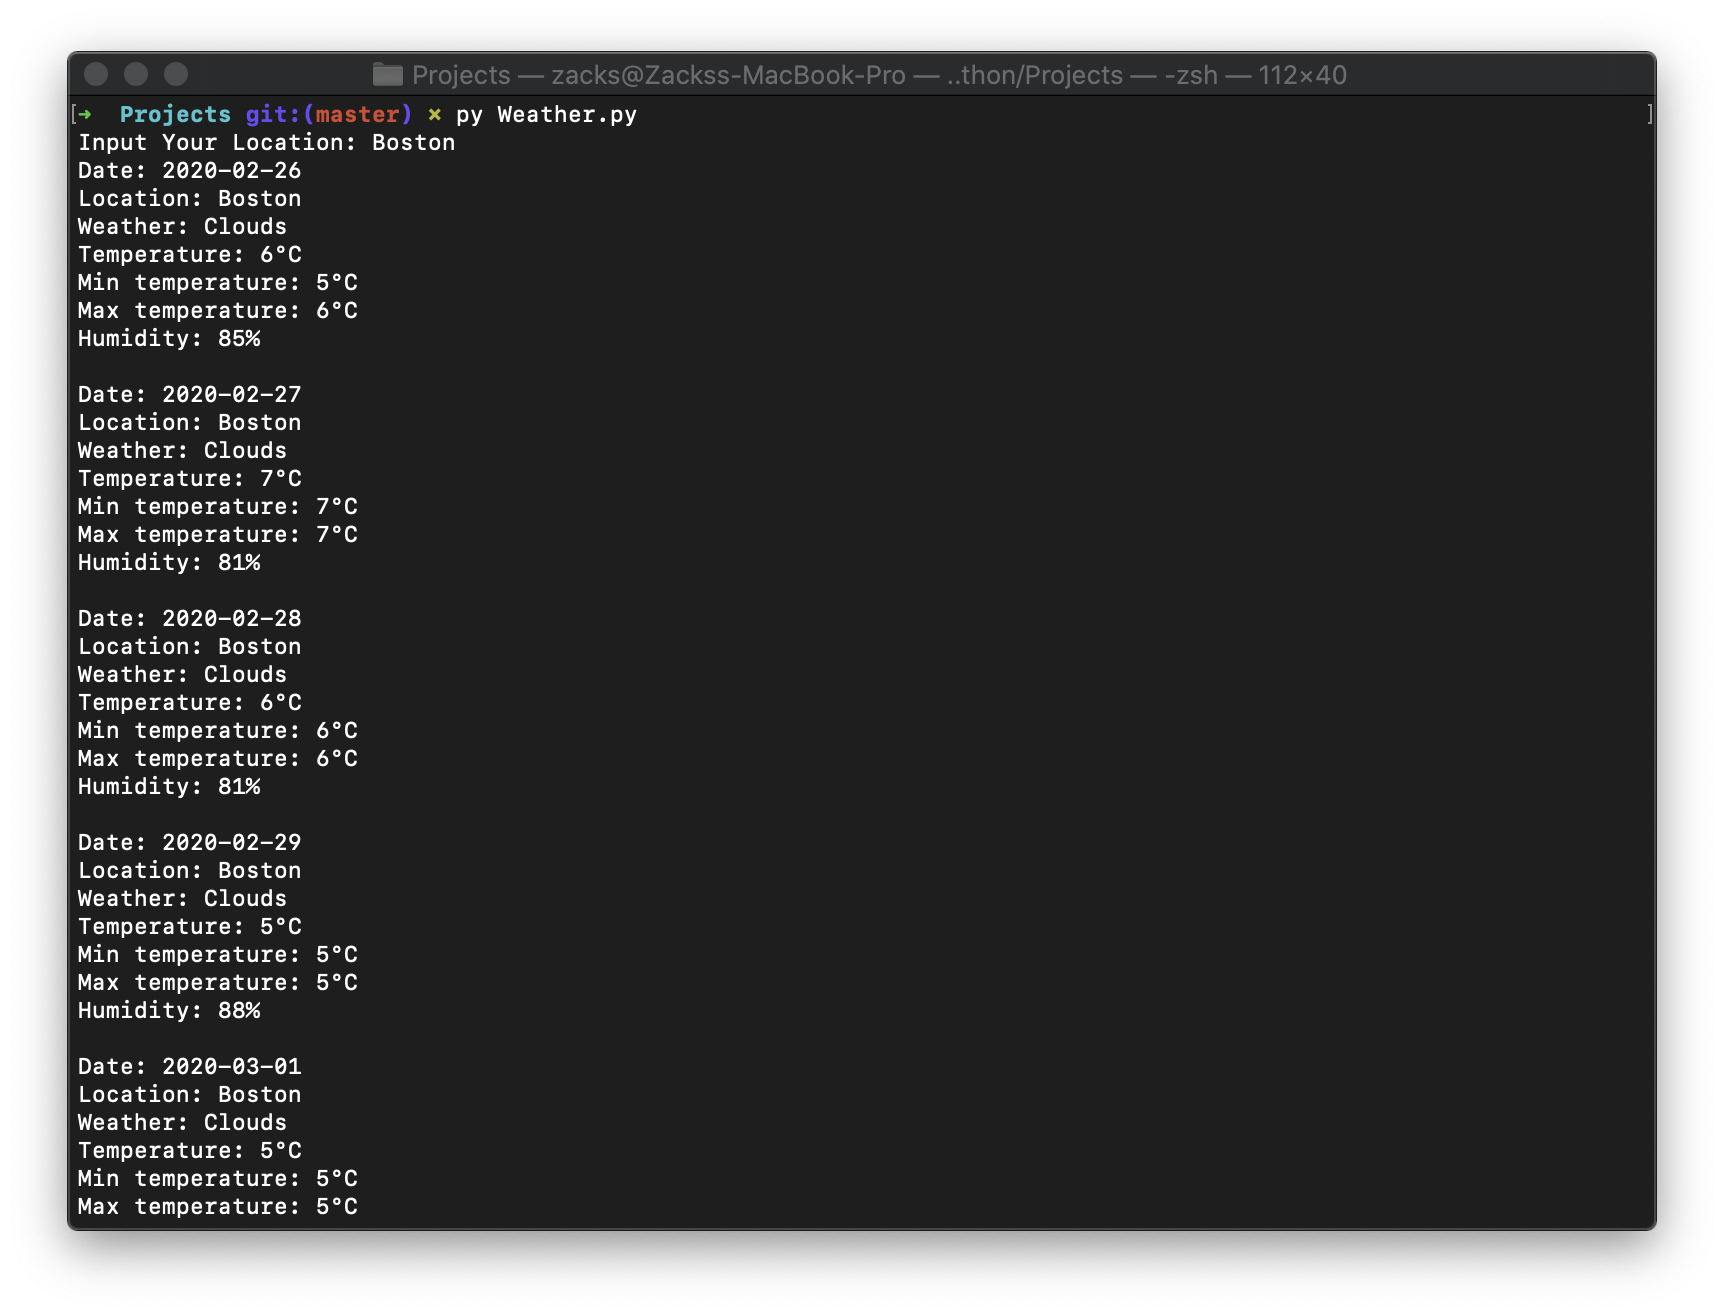 Projects — zacks@Zackss-MacBook-Pro — ..thon/Projects — -zsh — 112×40
[➜  Projects git:(master) ✗ py Weather.py ]
Input Your Location: Boston
Date: 2020-02-26
Location: Boston
Weather: Clouds
Temperature: 6°C
Min temperature: 5°C
Max temperature: 6°C
Humidity: 85%

Date: 2020-02-27
Location: Boston
Weather: Clouds
Temperature: 7°C
Min temperature: 7°C
Max temperature: 7°C
Humidity: 81%

Date: 2020-02-28
Location: Boston
Weather: Clouds
Temperature: 6°C
Min temperature: 6°C
Max temperature: 6°C
Humidity: 81%

Date: 2020-02-29
Location: Boston
Weather: Clouds
Temperature: 5°C
Min temperature: 5°C
Max temperature: 5°C
Humidity: 88%

Date: 2020-03-01
Location: Boston
Weather: Clouds
Temperature: 5°C
Min temperature: 5°C
Max temperature: 5°C